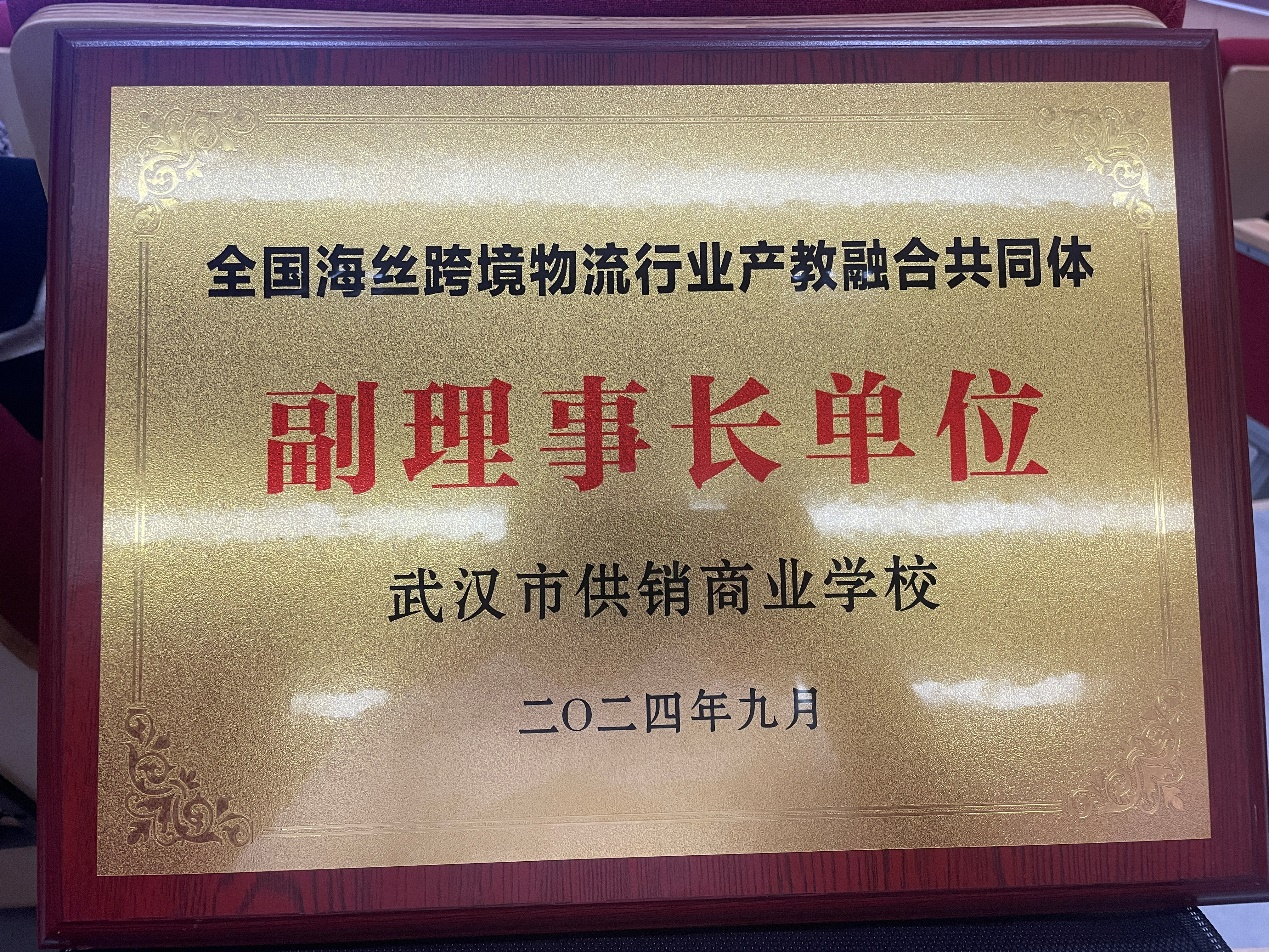 全国海丝跨境物流行业产教融合共同体
副理事长单位
武汉市供销商业学校
二〇二四年九月